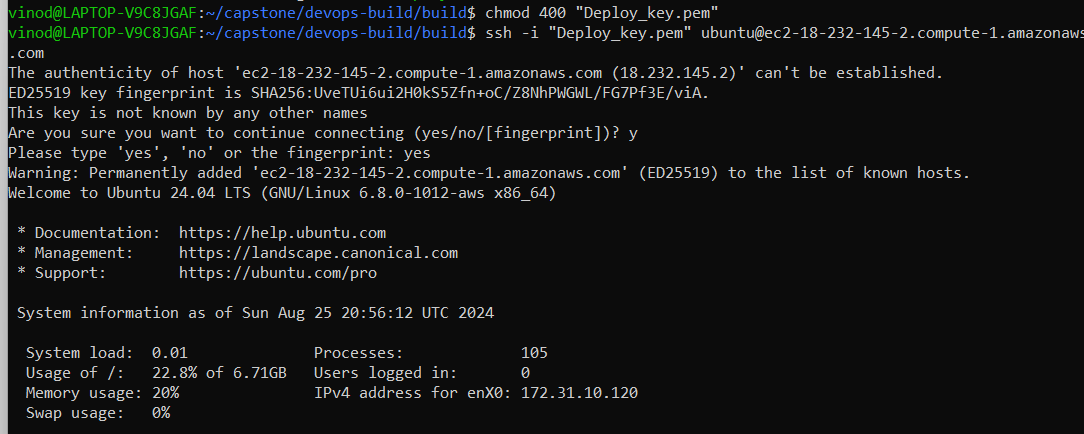 vinod@LAPTOP-V9C8JGAF:~/capstone/devops-build/build$ chmod 400 "Deploy_key.pem"
vinod@LAPTOP-V9C8JGAF:~/capstone/devops-build/build$ ssh -i "Deploy_key.pem" ubuntu@ec2-18-232-145-2.compute-1.amazonaws
.com
The authenticity of host 'ec2-18-232-145-2.compute-1.amazonaws.com (18.232.145.2)' can't be established.
ED25519 key fingerprint is SHA256:UveTUi6ui2H0kS5Zfn+oC/Z8NhPWGWL/FG7Pf3E/viA.
This key is not known by any other names
Are you sure you want to continue connecting (yes/no/[fingerprint])? y
Please type 'yes', 'no' or the fingerprint: yes
Warning: Permanently added 'ec2-18-232-145-2.compute-1.amazonaws.com' (ED25519) to the list of known hosts.
Welcome to Ubuntu 24.04 LTS (GNU/Linux 6.8.0-1012-aws x86_64)
* Documentation:  https://help.ubuntu.com
* Management:     https://landscape.canonical.com
* Support:        https://ubuntu.com/pro
System information as of Sun Aug 25 20:56:12 UTC 2024
System load:  0.01              Processes:             105
Usage of /:   22.8% of 6.71GB   Users logged in:       0
Memory usage: 20%               IPv4 address for enX0: 172.31.10.120
Swap usage:   0%